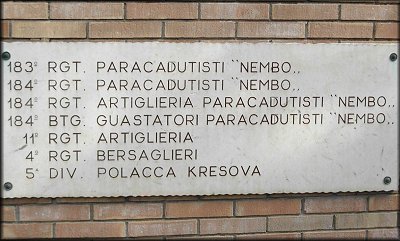 183° RGT. PARACADUTISTI "NEMBO„
184° RGT. PARACADUTISTI "NEMBO„
184° RGT. ARTIGLIERIA PARACADUTISTI "NEMBO„
184° BTG. GUASTATORI PARACADUTISTI "NEMBO„
11° RGT. ARTIGLIERIA
4° RGT. BERSAGLIERI
5ᵃ DIV. POLACCA KRESOVA